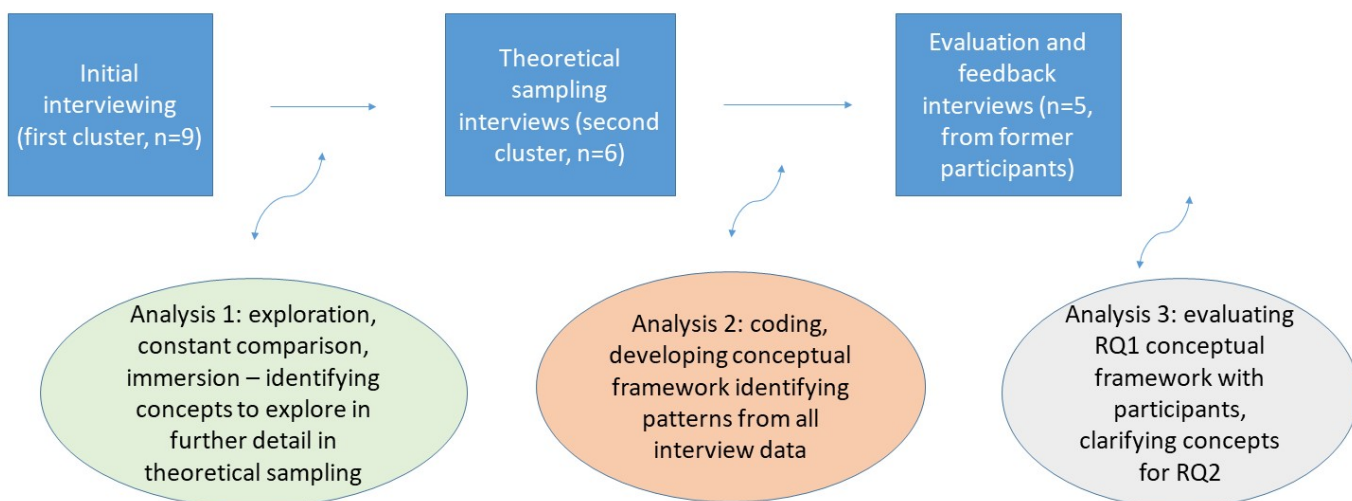 Initial
interviewing
(first cluster, n=9)
Theoretical
sampling
interviews (second
cluster, n=6)
Evaluation and
feedback
interviews (n=5,
from former
participants)
Analysis 1: exploration,
constant comparison,
immersion – identifying
concepts to explore in
further detail in
theoretical sampling
Analysis 2: coding,
developing conceptual
framework identifying
patterns from all
interview data
Analysis 3: evaluating
RQ1 conceptual
framework with
participants,
clarifying concepts
for RQ2